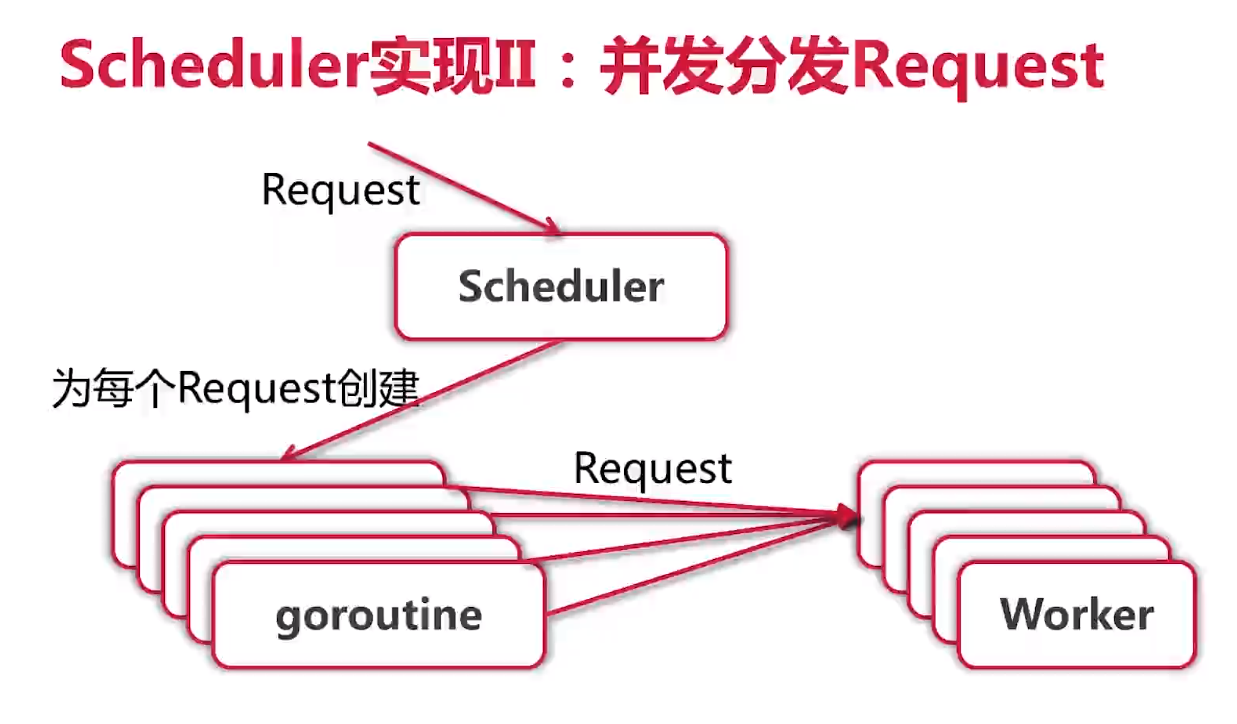 Scheduler实现II：并发分发Request
Request
Scheduler
为每个Request创建
Request
goroutine
Worker